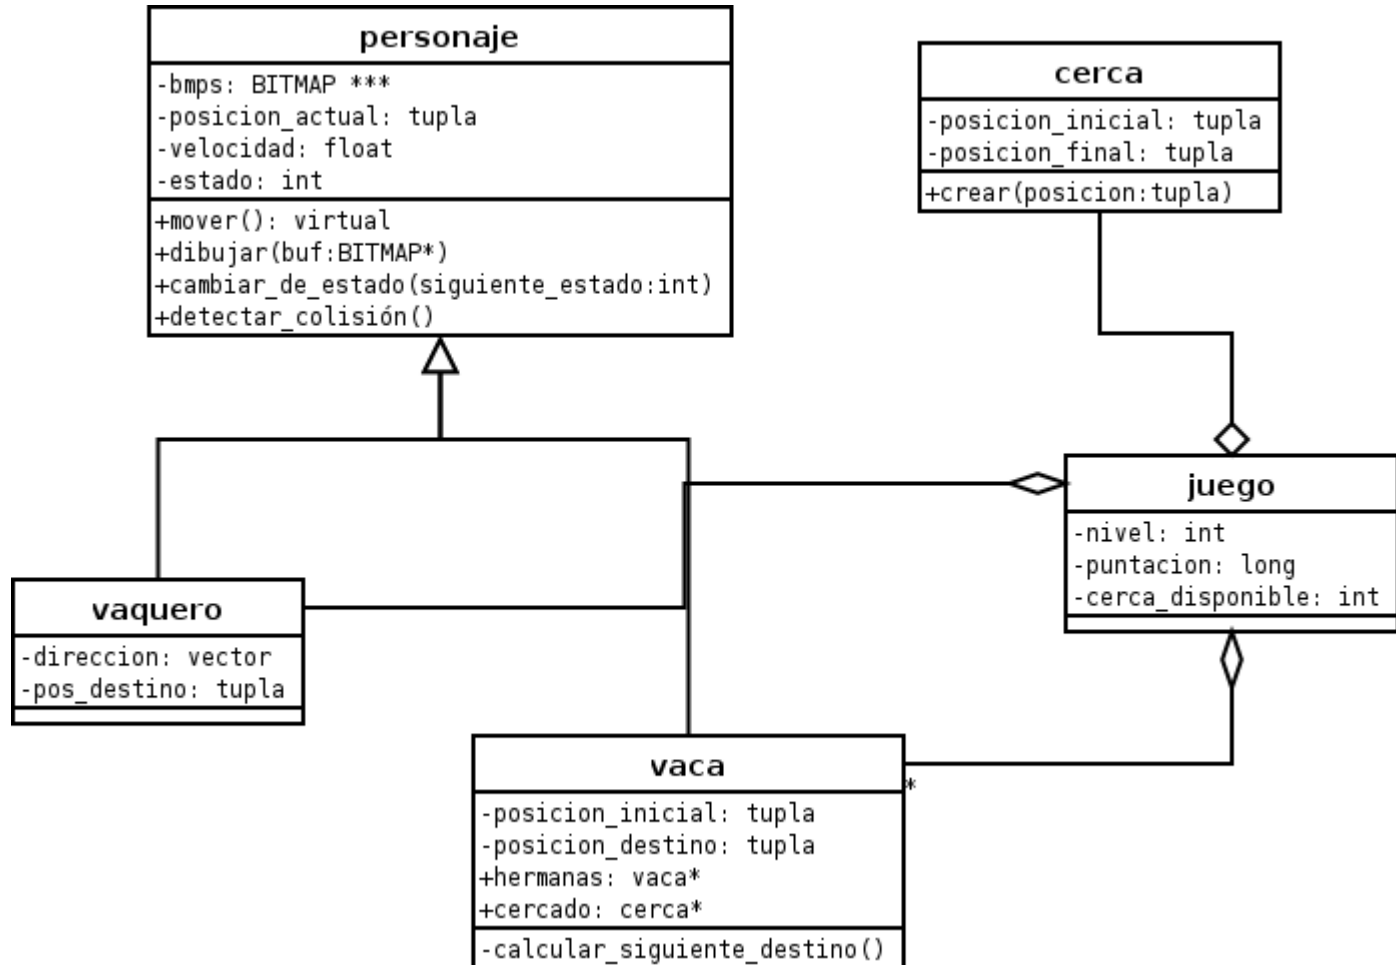 personaje
-bmps: BITMAP ***
-posicion_actual: tupla
-velocidad: float
-estado: int
+mover(): virtual
+dibujar(buf:BITMAP*)
+cambiar_de_estado(siguiente_estado:int)
+detectar_colisión()
cerca
-posicion_inicial: tupla
-posicion_final: tupla
+crear(posicion:tupla)
juego
-nivel: int
-puntacion: long
-cerca_disponible: int
vaquero
-direccion: vector
-pos_destino: tupla
vaca
*
-posicion_inicial: tupla
-posicion_destino: tupla
+hermanas: vaca*
+cercado: cerca*
-calcular_siguiente_destino()